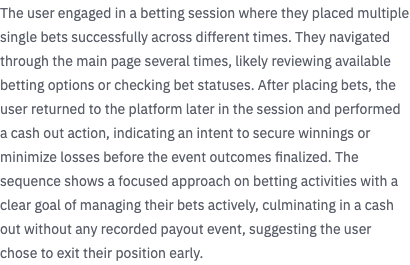 The user engaged in a betting session where they placed multiple
single bets successfully across different times. They navigated
through the main page several times, likely reviewing available
betting options or checking bet statuses. After placing bets, the
user returned to the platform later in the session and performed
a cash out action, indicating an intent to secure winnings or
minimize losses before the event outcomes finalized. The
sequence shows a focused approach on betting activities with a
clear goal of managing their bets actively, culminating in a cash
out without any recorded payout event, suggesting the user
chose to exit their position early.